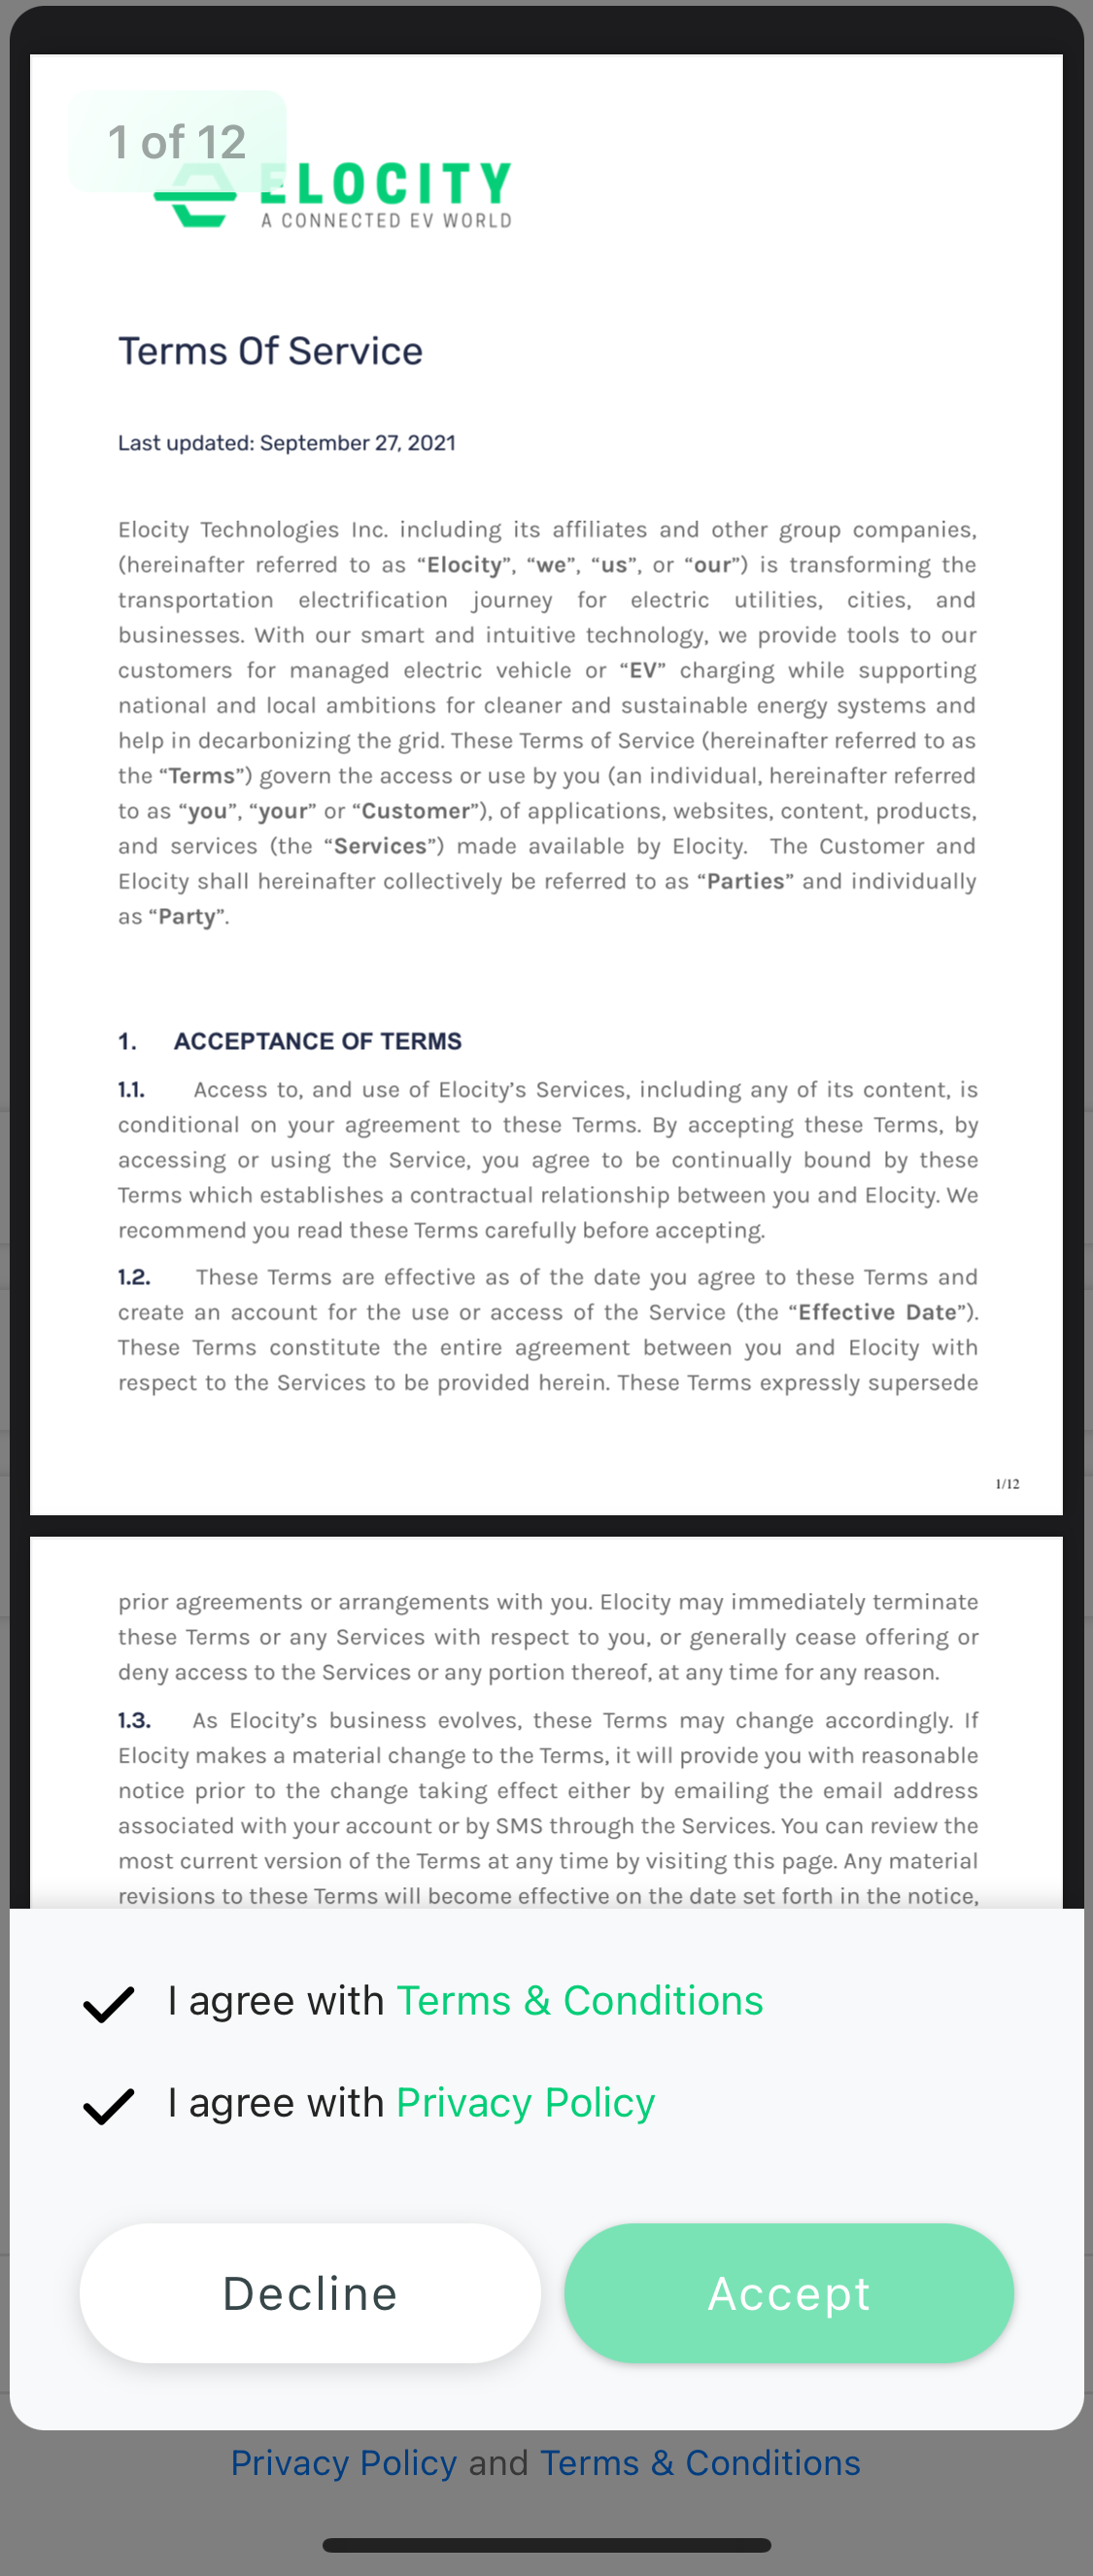 1 of 12
ELOCITY
A CONNECTED EV WORLD
Terms Of Service
Last updated: September 27, 2021
Elocity Technologies Inc. including its affiliates and other group companies,
(hereinafter referred to as “Elocity”, “we”, “us”, or “our”) is transforming the
transportation electrification journey for electric utilities, cities, and
businesses. With our smart and intuitive technology, we provide tools to our
customers for managed electric vehicle or “EV” charging while supporting
national and local ambitions for cleaner and sustainable energy systems and
help in decarbonizing the grid. These Terms of Service (hereinafter referred to as
the “Terms”) govern the access or use by you (an individual, hereinafter referred
to as “you”, “your” or “Customer”), of applications, websites, content, products,
and services (the “Services”) made available by Elocity. The Customer and
Elocity shall hereinafter collectively be referred to as “Parties” and individually
as “Party”.
1. ACCEPTANCE OF TERMS
1.1. Access to, and use of Elocity’s Services, including any of its content, is
conditional on your agreement to these Terms. By accepting these Terms, by
accessing or using the Service, you agree to be continually bound by these
Terms which establishes a contractual relationship between you and Elocity. We
recommend you read these Terms carefully before accepting.
1.2. These Terms are effective as of the date you agree to these Terms and
create an account for the use or access of the Service (the “Effective Date”).
These Terms constitute the entire agreement between you and Elocity with
respect to the Services to be provided herein. These Terms expressly supersede
1/12
prior agreements or arrangements with you. Elocity may immediately terminate
these Terms or any Services with respect to you, or generally cease offering or
deny access to the Services or any portion thereof, at any time for any reason.
1.3. As Elocity’s business evolves, these Terms may change accordingly. If
Elocity makes a material change to the Terms, it will provide you with reasonable
notice prior to the change taking effect either by emailing the email address
associated with your account or by SMS through the Services. You can review the
most current version of the Terms at any time by visiting this page. Any material
revisions to these Terms will become effective on the date set forth in the notice,
I agree with Terms & Conditions
I agree with Privacy Policy
Decline
Accept
Privacy Policy and Terms & Conditions